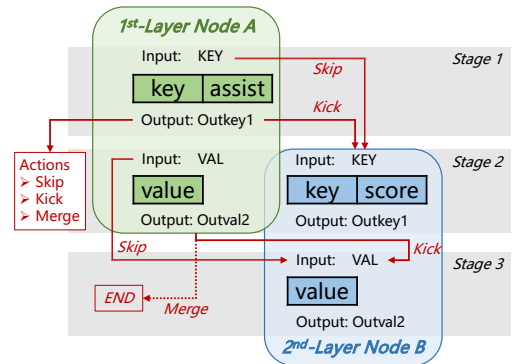 1st-Layer Node A
Input: KEY
Stage 1
Skip
key assist
Kick
Output: Outkey1
Actions
➤ Skip
➤ Kick
➤ Merge
Input: VAL
Input: KEY
Stage 2
value
key score
Output: Outval2
Output: Outkey1
Skip
Kick
Input: VAL
Stage 3
END
Merge
value
Output: Outval2
2nd-Layer Node B